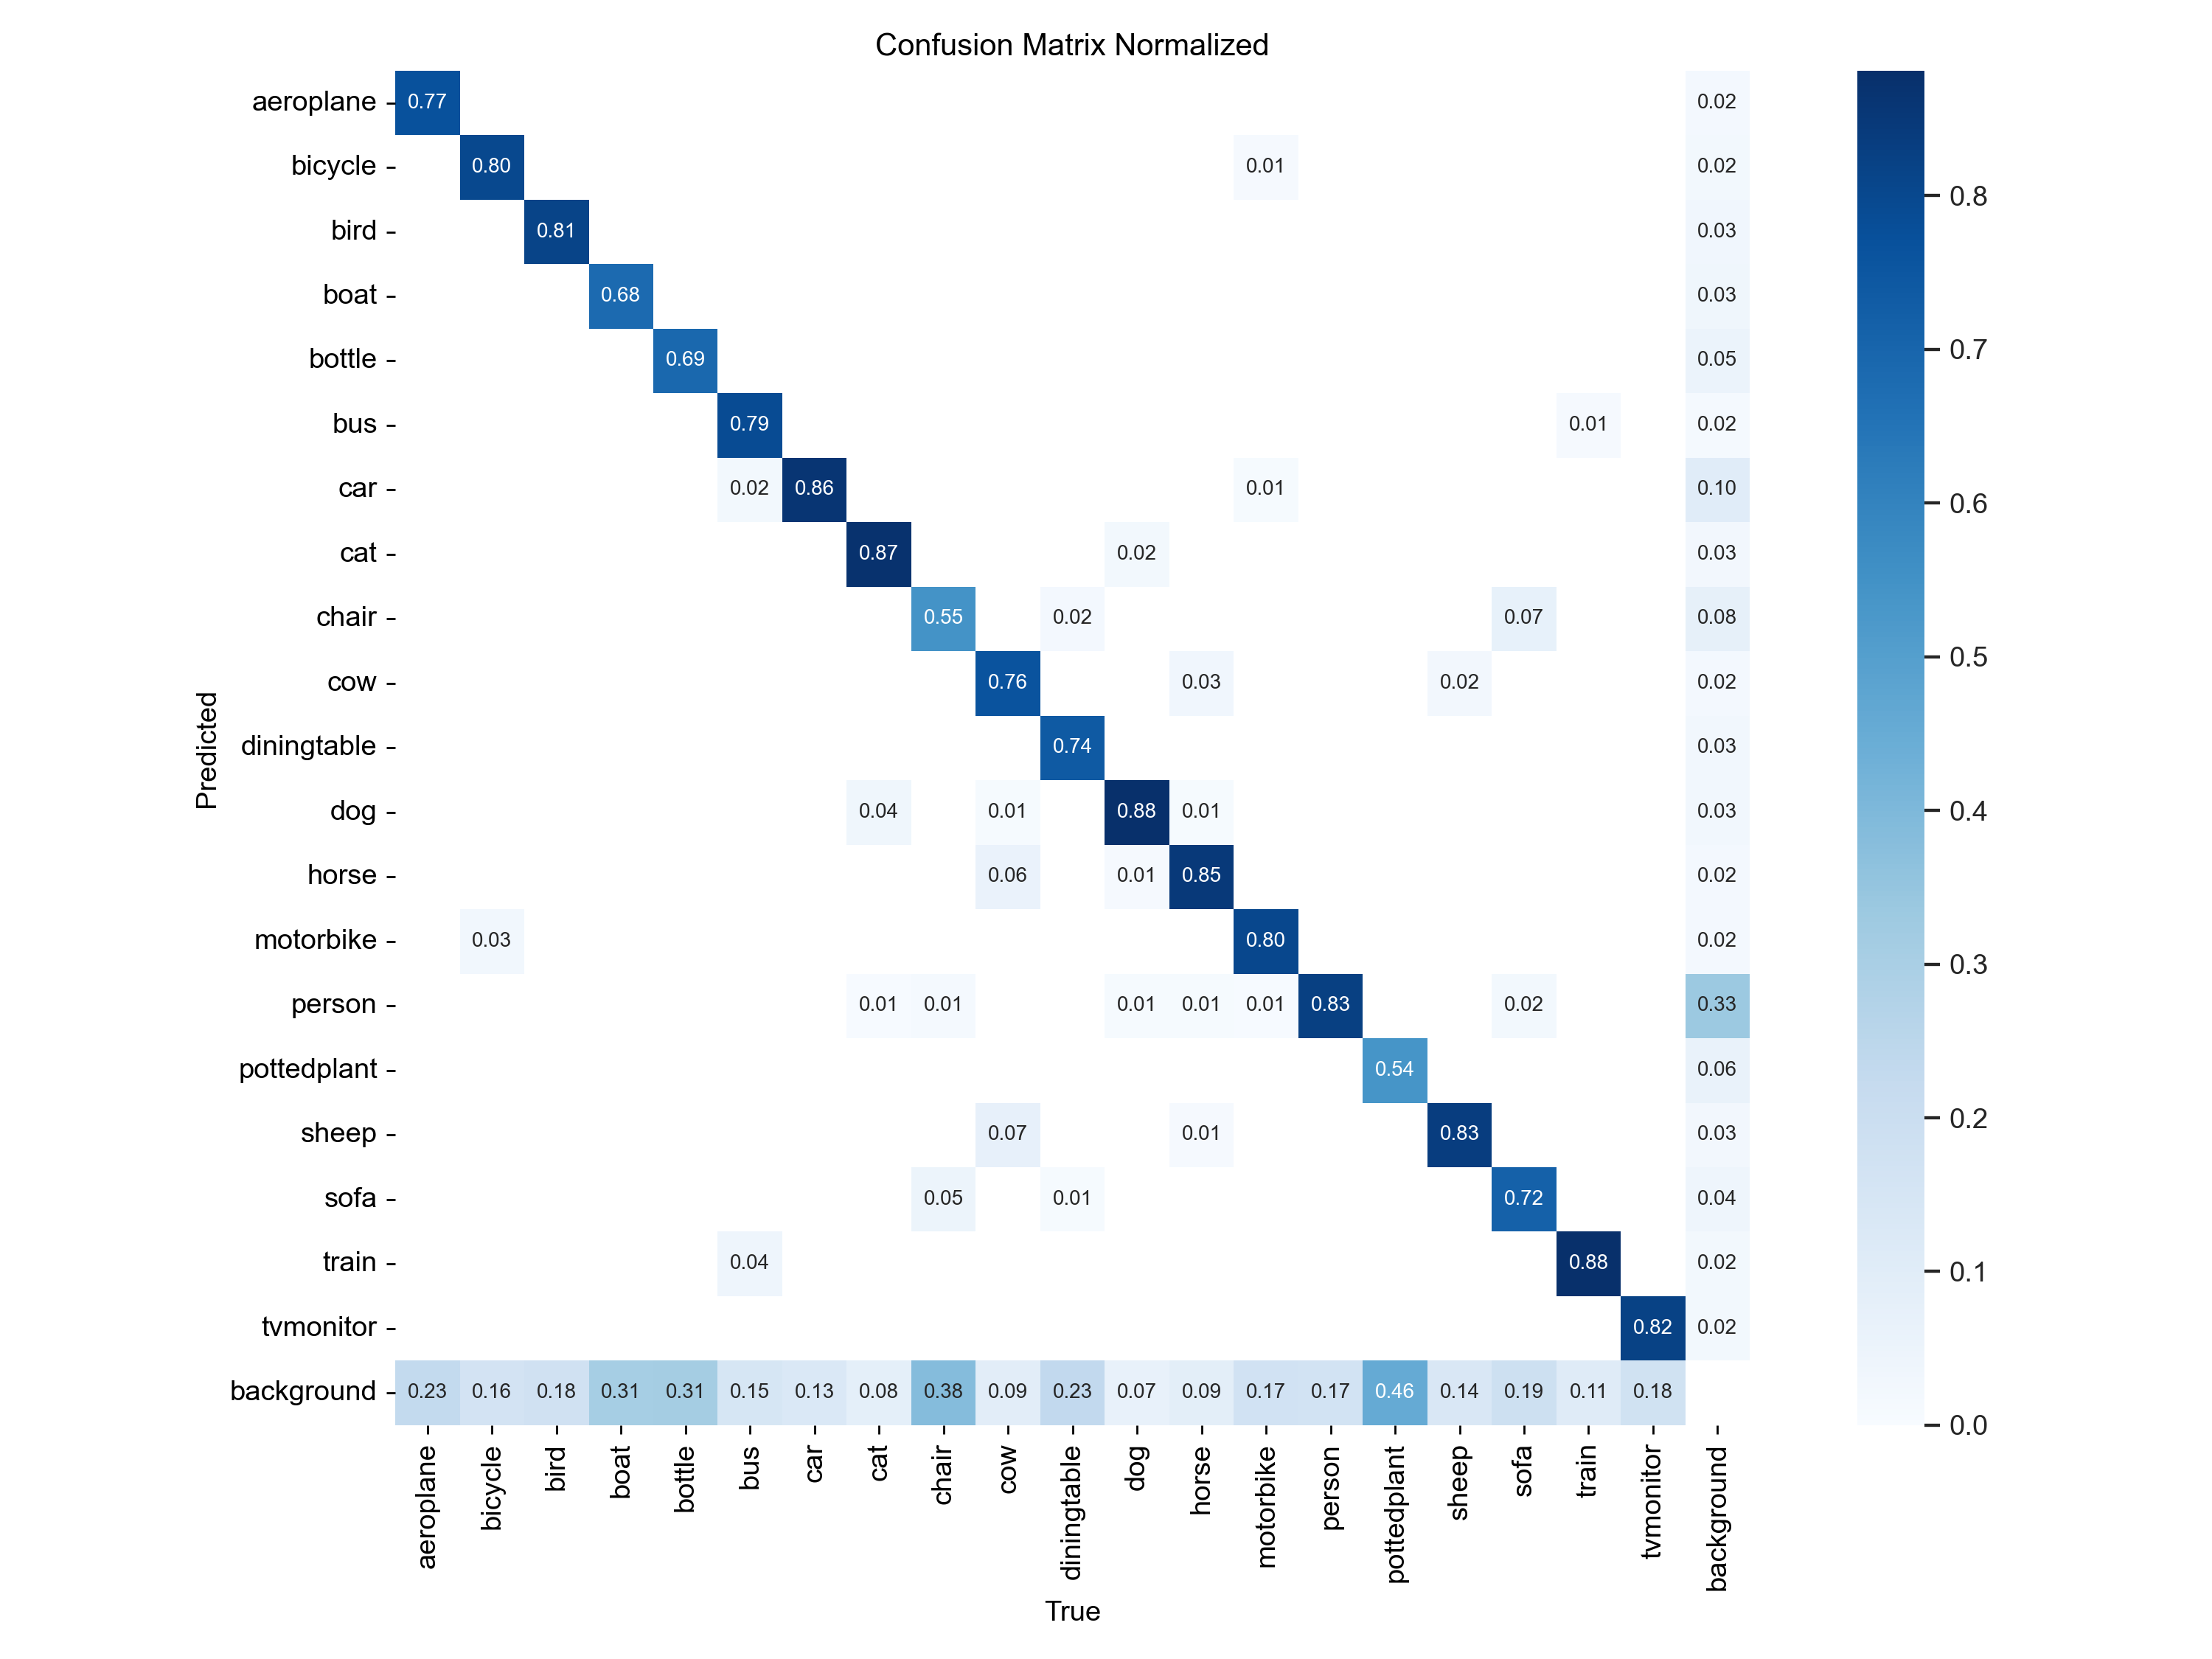 Confusion Matrix Normalized
aeroplane 0.77 0.02
bicycle 0.80 0.01 0.02
bird 0.81 0.03
boat 0.68 0.03
bottle 0.69 0.05
bus 0.79 0.01 0.02
car 0.02 0.86 0.01 0.10
cat 0.87 0.02 0.03
chair 0.55 0.02 0.07 0.08
cow 0.76 0.03 0.02 0.02
diningtable 0.74 0.03
dog 0.04 0.01 0.88 0.01 0.03
horse 0.06 0.01 0.85 0.02
motorbike 0.03 0.80 0.02
person 0.01 0.01 0.01 0.01 0.01 0.83 0.02 0.33
pottedplant 0.54 0.06
sheep 0.07 0.01 0.83 0.03
sofa 0.05 0.01 0.72 0.04
train 0.04 0.88 0.02
tvmonitor 0.82 0.02
background 0.23 0.16 0.18 0.31 0.31 0.15 0.13 0.08 0.38 0.09 0.23 0.07 0.09 0.17 0.17 0.46 0.14 0.19 0.11 0.18
Predicted
aeroplane bicycle bird boat bottle bus car cat chair cow diningtable dog horse motorbike person pottedplant sheep sofa train tvmonitor background
True
0.8
0.7
0.6
0.5
0.4
0.3
0.2
0.1
0.0